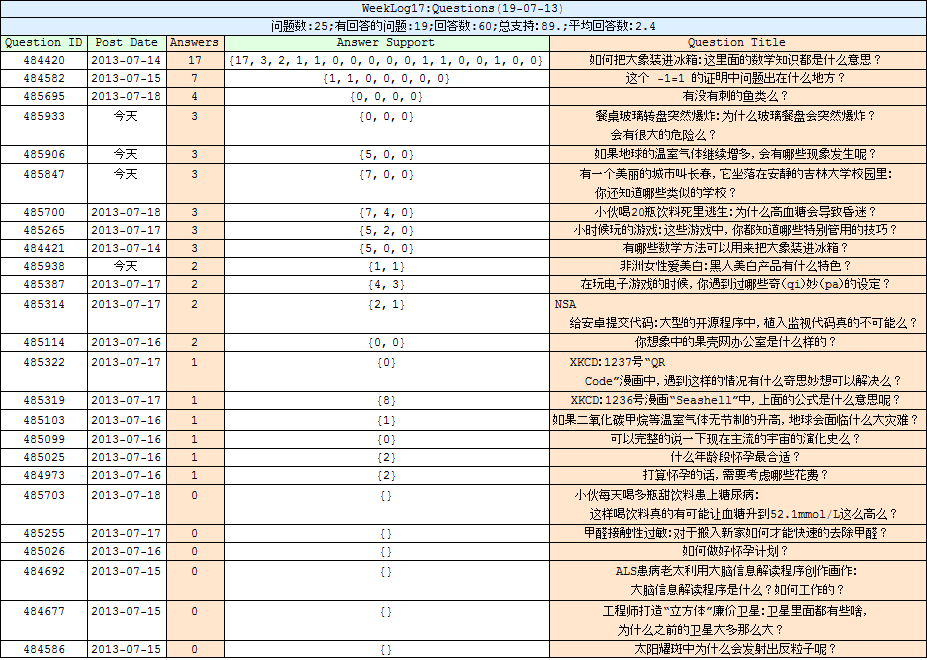 WeekLog17:Questions(19-07-13)
问题数:25;有回答的问题:19;回答数:60;总支持:89.;平均回答数:2.4
Question ID Post Date Answers Answer Support Question Title
484420 2013-07-14 17 {17, 3, 2, 1, 1, 0, 0, 0, 0, 0, 1, 1, 0, 0, 1, 0, 0} 如何把大象装进冰箱:这里面的数学知识都是什么意思?
484582 2013-07-15 7 {1, 1, 0, 0, 0, 0, 0} 这个 -1=1 的证明中问题出在什么地方?
485695 2013-07-18 4 {0, 0, 0, 0} 有没有刺的鱼类么?
485933 今天 3 {0, 0, 0} 餐桌玻璃转盘突然爆炸:为什么玻璃餐盘会突然爆炸?
会有很大的危险么?
485906 今天 3 {5, 0, 0} 如果地球的温室气体继续增多,会有哪些现象发生呢?
485847 今天 3 {7, 0, 0} 有一个美丽的城市叫长春,它坐落在安静的吉林大学校园里:
你还知道哪些类似的学校?
485700 2013-07-18 3 {7, 4, 0} 小伙喝20瓶饮料死里逃生:为什么高血糖会导致昏迷?
485265 2013-07-17 3 {5, 2, 0} 小时候玩的游戏:这些游戏中,你都知道哪些特别管用的技巧?
484421 2013-07-14 3 {5, 0, 0} 有哪些数学方法可以用来把大象装进冰箱?
485938 今天 2 {1, 1} 非洲女性爱美白:黑人美白产品有什么特色?
485387 2013-07-17 2 {4, 3} 在玩电子游戏的时候,你遇到过哪些奇(qi)妙(pa)的设定?
485314 2013-07-17 2 {2, 1} NSA
给安卓提交代码:大型的开源程序中,植入监视代码真的不可能么?
485114 2013-07-16 2 {0, 0} 你想象中的果壳网办公室是什么样的?
485322 2013-07-17 1 {0} XKCD:1237号“QR
Code”漫画中,遇到这样的情况有什么奇思妙想可以解决么?
485319 2013-07-17 1 {8} XKCD:1236号漫画“Seashell”中,上面的公式是什么意思呢?
485103 2013-07-16 1 {1} 如果二氧化碳甲烷等温室气体无节制的升高,地球会面临什么大灾难?
485099 2013-07-16 1 {0} 可以完整的说一下现在主流的宇宙的演化史么?
485025 2013-07-16 1 {2} 什么年龄段怀孕最合适?
484973 2013-07-16 1 {2} 打算怀孕的话,需要考虑哪些花费?
485703 2013-07-18 0 {} 小伙每天喝多瓶甜饮料患上糖尿病:
这样喝饮料真的有可能让血糖升到52.1mmol/L这么高么?
485255 2013-07-17 0 {} 甲醛接触性过敏:对于搬入新家如何才能快速的去除甲醛?
485026 2013-07-16 0 {} 如何做好怀孕计划?
484692 2013-07-15 0 {} ALS患病老太利用大脑信息解读程序创作画作:
大脑信息解读程序是什么?如何工作的?
484677 2013-07-15 0 {} 工程师打造“立方体”廉价卫星:卫星里面都有些啥,
为什么之前的卫星大多那么大?
484586 2013-07-15 0 {} 太阳耀斑中为什么会发射出反粒子呢?